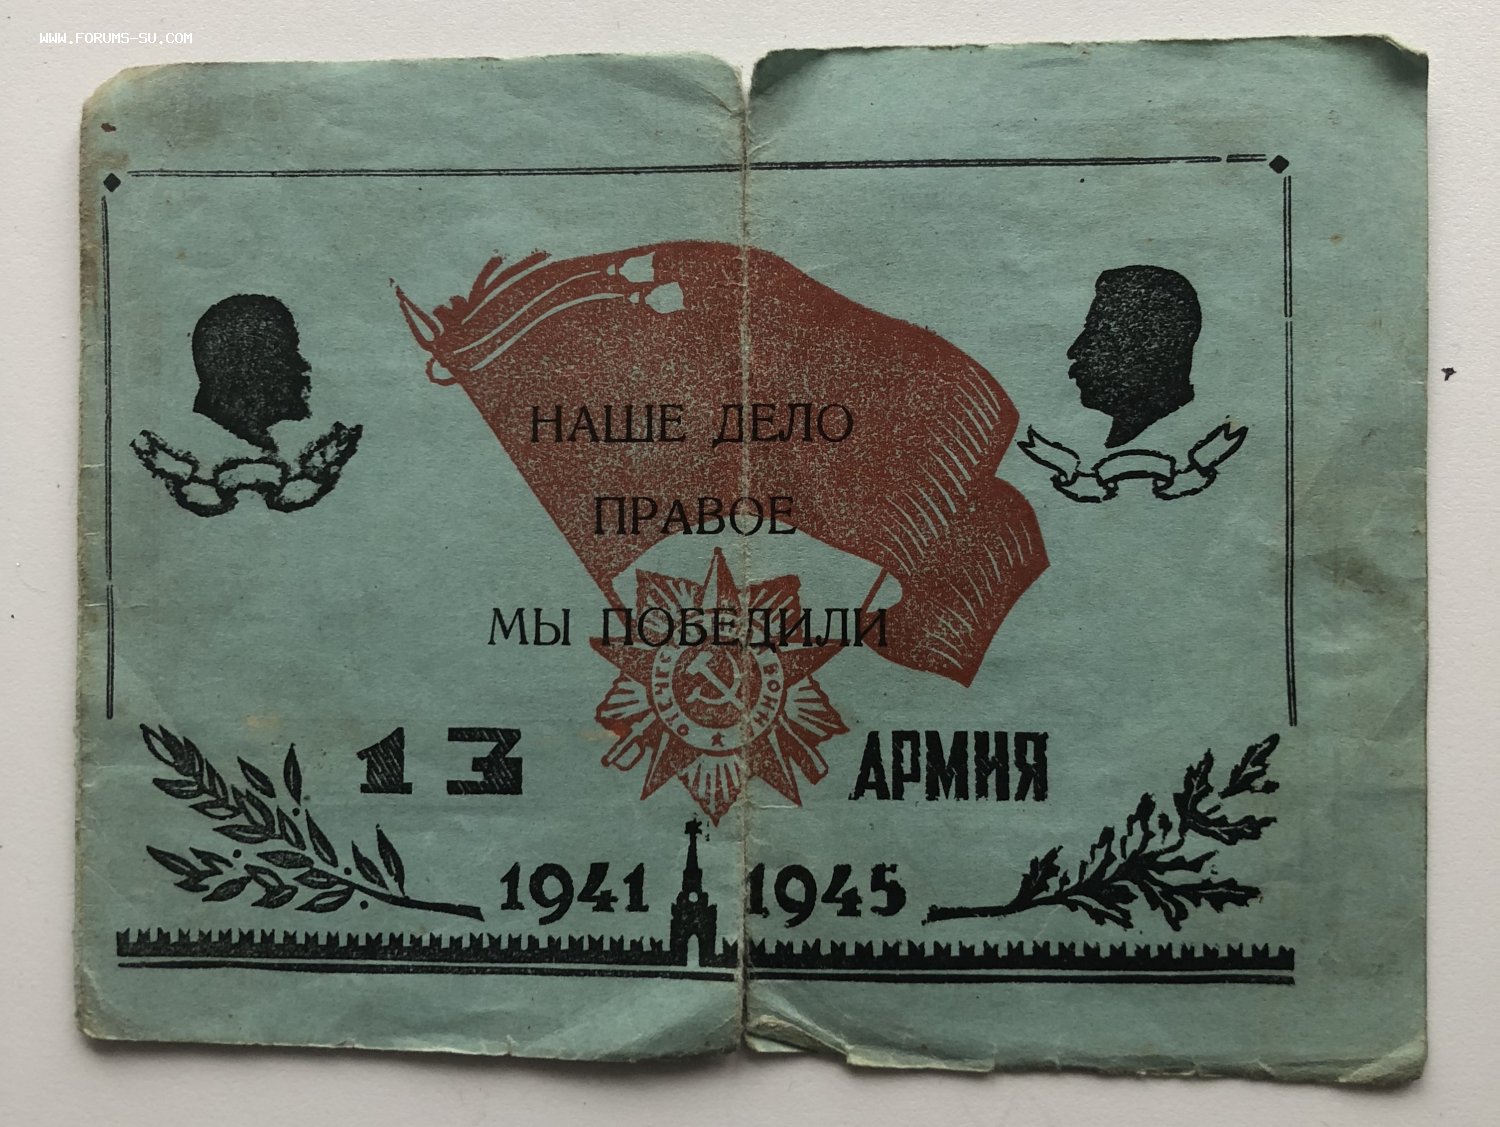 WWW.FORUMS-SU.COM
НАШЕ ДЕЛО
ПРАВОЕ
МЫ ПОБЕДИЛИ
13 АРМИЯ
1941 1945